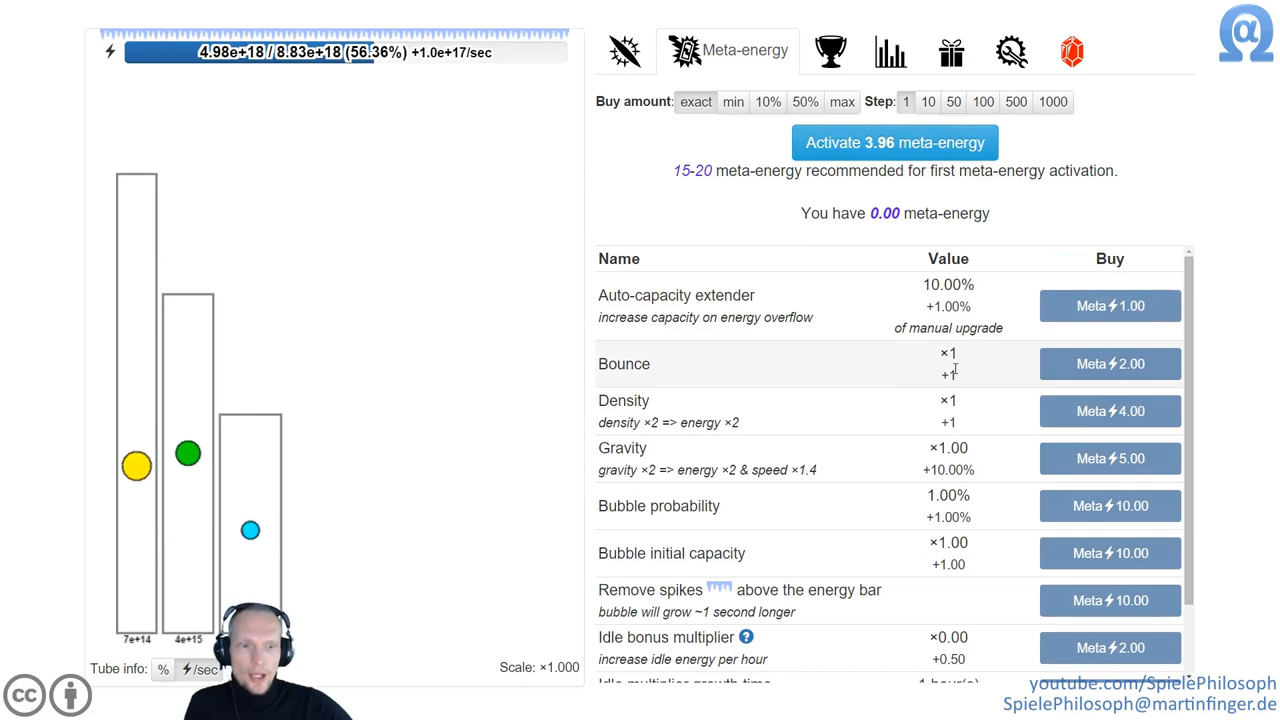 4.98e+18 / 8.83e+18 (56.36%) +1.0e+17/sec
Meta-energy
α
Ω
Buy amount: exact min 10% 50% max Step: 1 10 50 100 500 1000
Activate 3.96 meta-energy
15-20 meta-energy recommended for first meta-energy activation.
You have 0.00 meta-energy
Name Value Buy
Auto-capacity extender
increase capacity on energy overflow
10.00%
+1.00%
of manual upgrade
Meta 1.00
Bounce
×1
+1
Meta 2.00
Density
density ×2 => energy ×2
×1
+1
Meta 4.00
Gravity
gravity ×2 => energy ×2 & speed ×1.4
×1.00
+10.00%
Meta 5.00
Bubble probability
1.00%
+1.00%
Meta 10.00
Bubble initial capacity
×1.00
+1.00
Meta 10.00
Remove spikes above the energy bar
bubble will grow ~1 second longer
Meta 10.00
Idle bonus multiplier ?
increase idle energy per hour
×0.00
+0.50
Meta 2.00
Idle multiplier growth time 1 hour(s)
7e+14 4e+15
Tube info: % /sec
Scale: ×1.000
cc
youtube.com/SpielePhilosoph
SpielePhilosoph@martinfinger.de